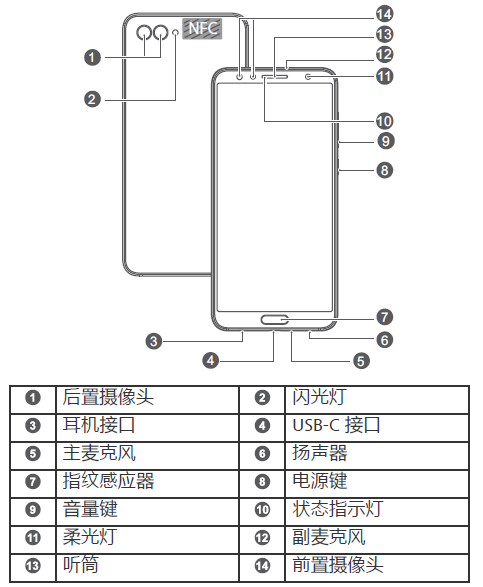 NFC
14
13
12
11
1
2
10
9
8
7
3
4
5
6
1 后置摄像头 2 闪光灯
3 耳机接口 4 USB-C 接口
5 主麦克风 6 扬声器
7 指纹感应器 8 电源键
9 音量键 10 状态指示灯
11 柔光灯 12 副麦克风
13 听筒 14 前置摄像头